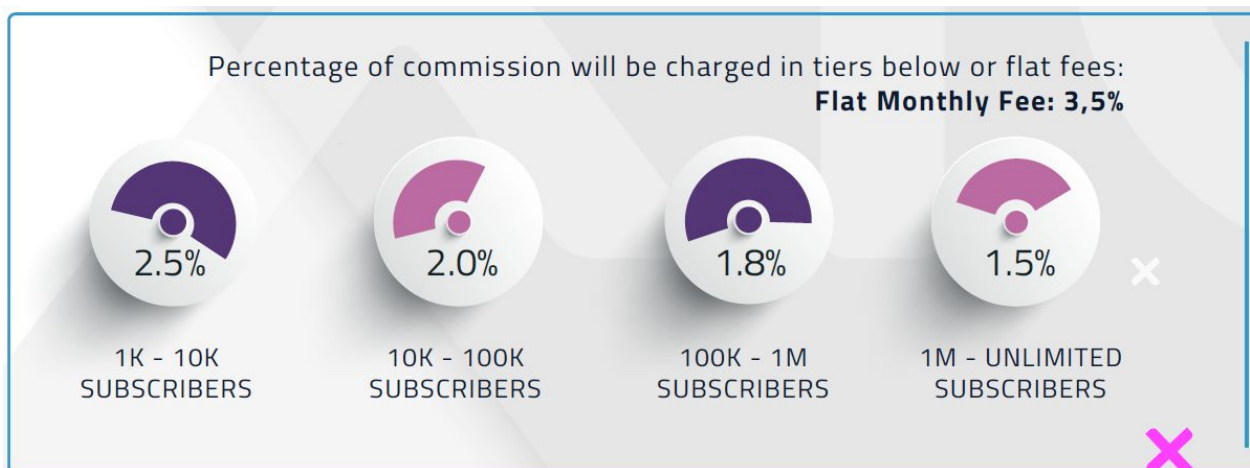 Percentage of commission will be charged in tiers below or flat fees:
Flat Monthly Fee: 3,5%
2.5%
2.0%
1.8%
1.5%
1K - 10K
SUBSCRIBERS
10K - 100K
SUBSCRIBERS
100K - 1M
SUBSCRIBERS
1M - UNLIMITED
SUBSCRIBERS